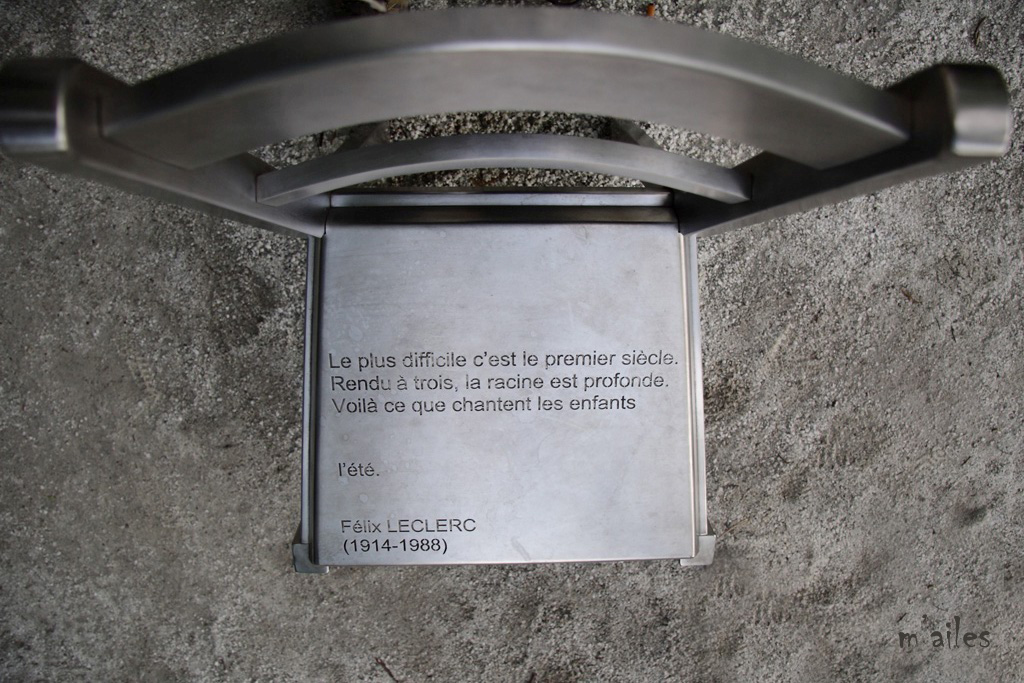 Le plus difficile c'est le premier siècle.
Rendu à trois, la racine est profonde.
Voilà ce que chantent les enfants
l'été.
Félix LECLERC
(1914-1988)
m'ailes